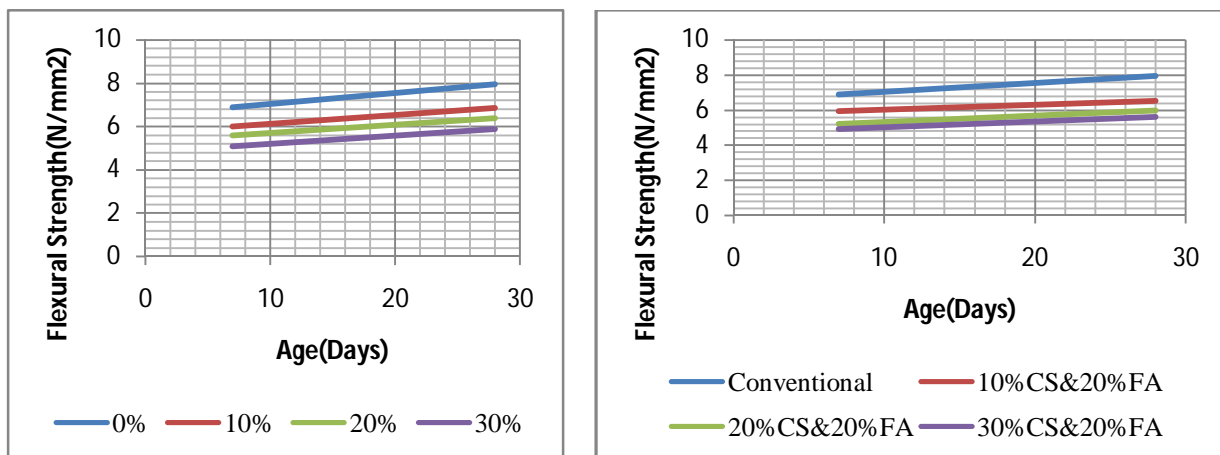 Flexural Strength(N/mm2)
10
8
6
4
2
0
0 10 20 30
Age(Days)
0% 10% 20% 30%
Flexural Strength(N/mm2)
10
8
6
4
2
0
0 10 20 30
Age(Days)
Conventional 10%CS&20%FA
20%CS&20%FA 30%CS&20%FA